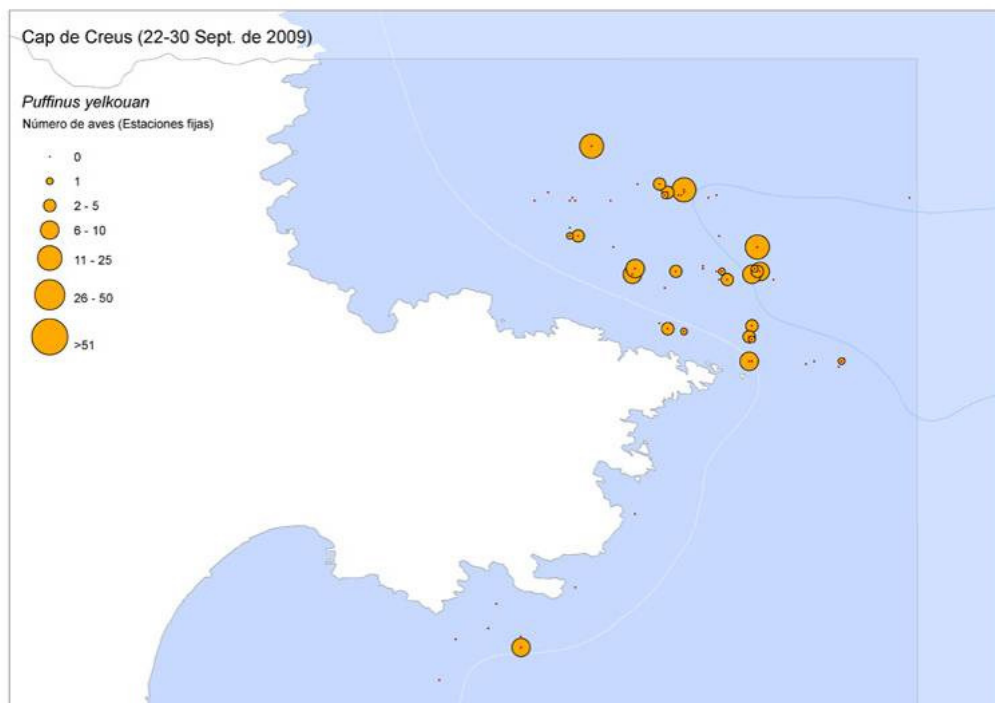 Cap de Creus (22-30 Sept. de 2009)
Puffinus yelkouan
Número de aves (Estaciones fijas)
0
1
2 - 5
6 - 10
11 - 25
26 - 50
>51